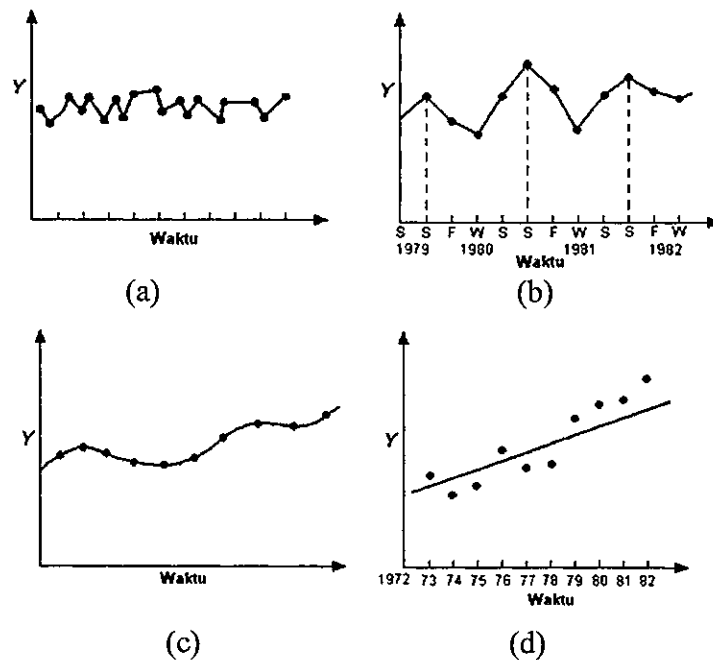 Y
Waktu
(a)
Y
S S F W S S F W S S F W
1979 1980 1981 1982
Waktu
(b)
Y
Waktu
(c)
Y
1972 73 74 75 76 77 78 79 80 81 82
Waktu
(d)